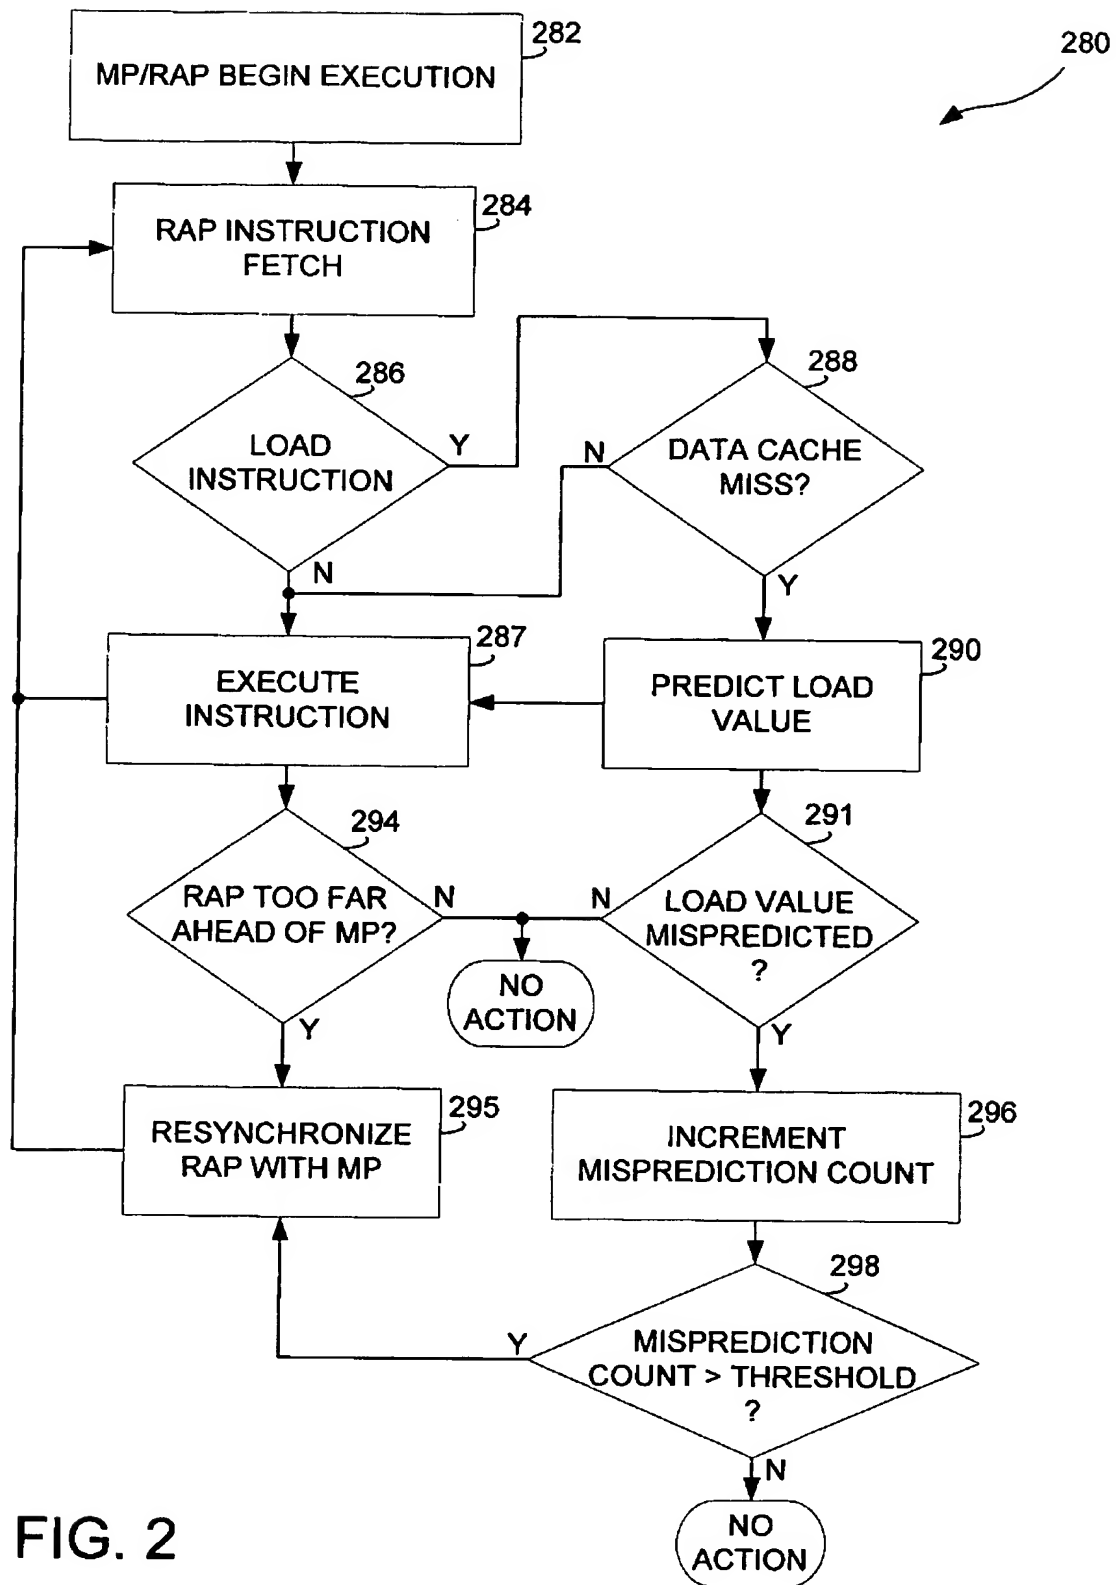 282
280
MP/RAP BEGIN EXECUTION
284
RAP INSTRUCTION
FETCH
286
288
LOAD
INSTRUCTION
Y
N
DATA CACHE
MISS?
N
Y
287
290
EXECUTE
INSTRUCTION
PREDICT LOAD
VALUE
294
291
RAP TOO FAR
AHEAD OF MP?
N
N
LOAD VALUE
MISPREDICTED
?
NO
ACTION
Y
Y
295
296
RESYNCHRONIZE
RAP WITH MP
INCREMENT
MISPREDICTION COUNT
298
Y
MISPREDICTION
COUNT > THRESHOLD
?
N
NO
ACTION
FIG. 2